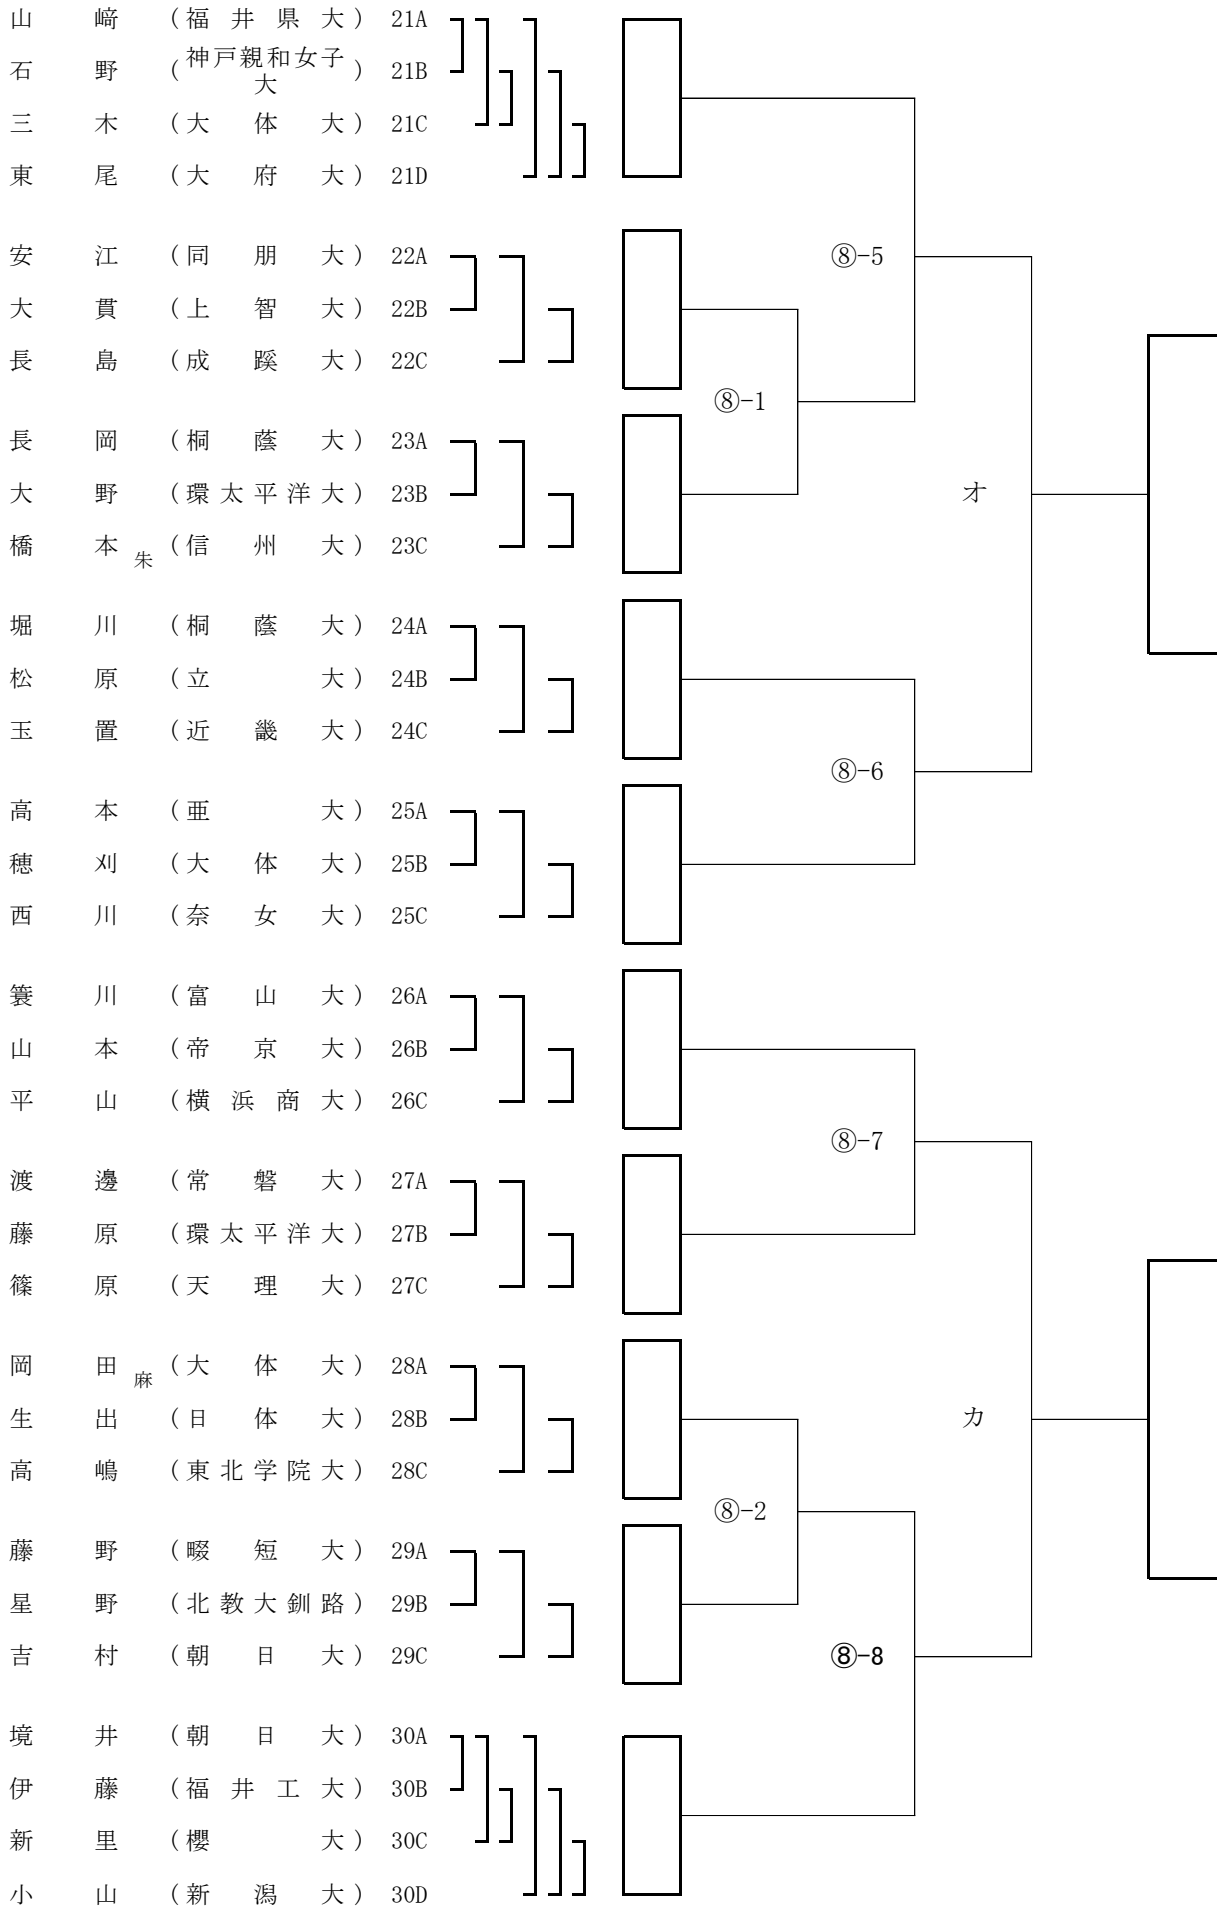 山 﨑 (福井県大) 21A
石 野 (神戸親和女子大) 21B
三 木 (大体大) 21C
東 尾 (大府大) 21D
安 江 (同朋大) 22A
⑧-5
大 貫 (上智大) 22B
長 島 (成蹊大) 22C
⑧-1
長 岡 (桐蔭大) 23A
大 野 (環太平洋大) 23B
オ
橋 本 朱 (信州大) 23C
堀 川 (桐蔭大) 24A
松 原 (立大) 24B
玉 置 (近畿大) 24C
⑧-6
高 本 (亜大) 25A
穂 刈 (大体大) 25B
西 川 (奈女大) 25C
簑 川 (富山大) 26A
山 本 (帝京大) 26B
平 山 (横浜商大) 26C
⑧-7
渡 邊 (常磐大) 27A
藤 原 (環太平洋大) 27B
篠 原 (天理大) 27C
岡 田 麻 (大体大) 28A
生 出 (日体大) 28B
カ
高 嶋 (東北学院大) 28C
⑧-2
藤 野 (畷短大) 29A
星 野 (北教大釧路) 29B
吉 村 (朝日大) 29C
⑧-8
境 井 (朝日大) 30A
伊 藤 (福井工大) 30B
新 里 (櫻大) 30C
小 山 (新潟大) 30D